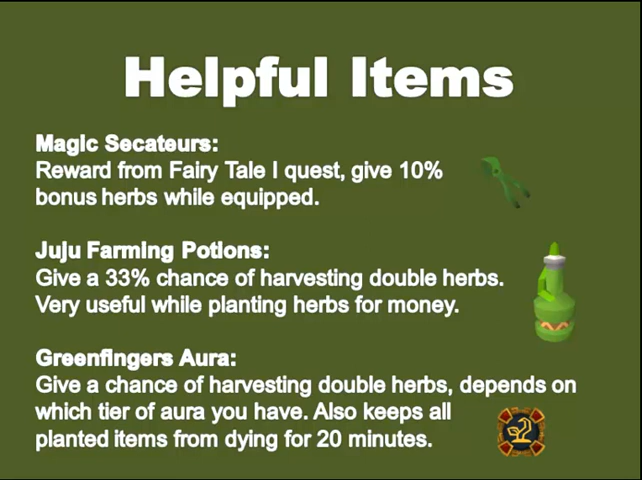 Helpful Items
Magic Secateurs:
Reward from Fairy Tale I quest, give 10%
bonus herbs while equipped.
Juju Farming Potions:
Give a 33% chance of harvesting double herbs.
Very useful while planting herbs for money.
Greenfingers Aura:
Give a chance of harvesting double herbs, depends on
which tier of aura you have. Also keeps all
planted items from dying for 20 minutes.